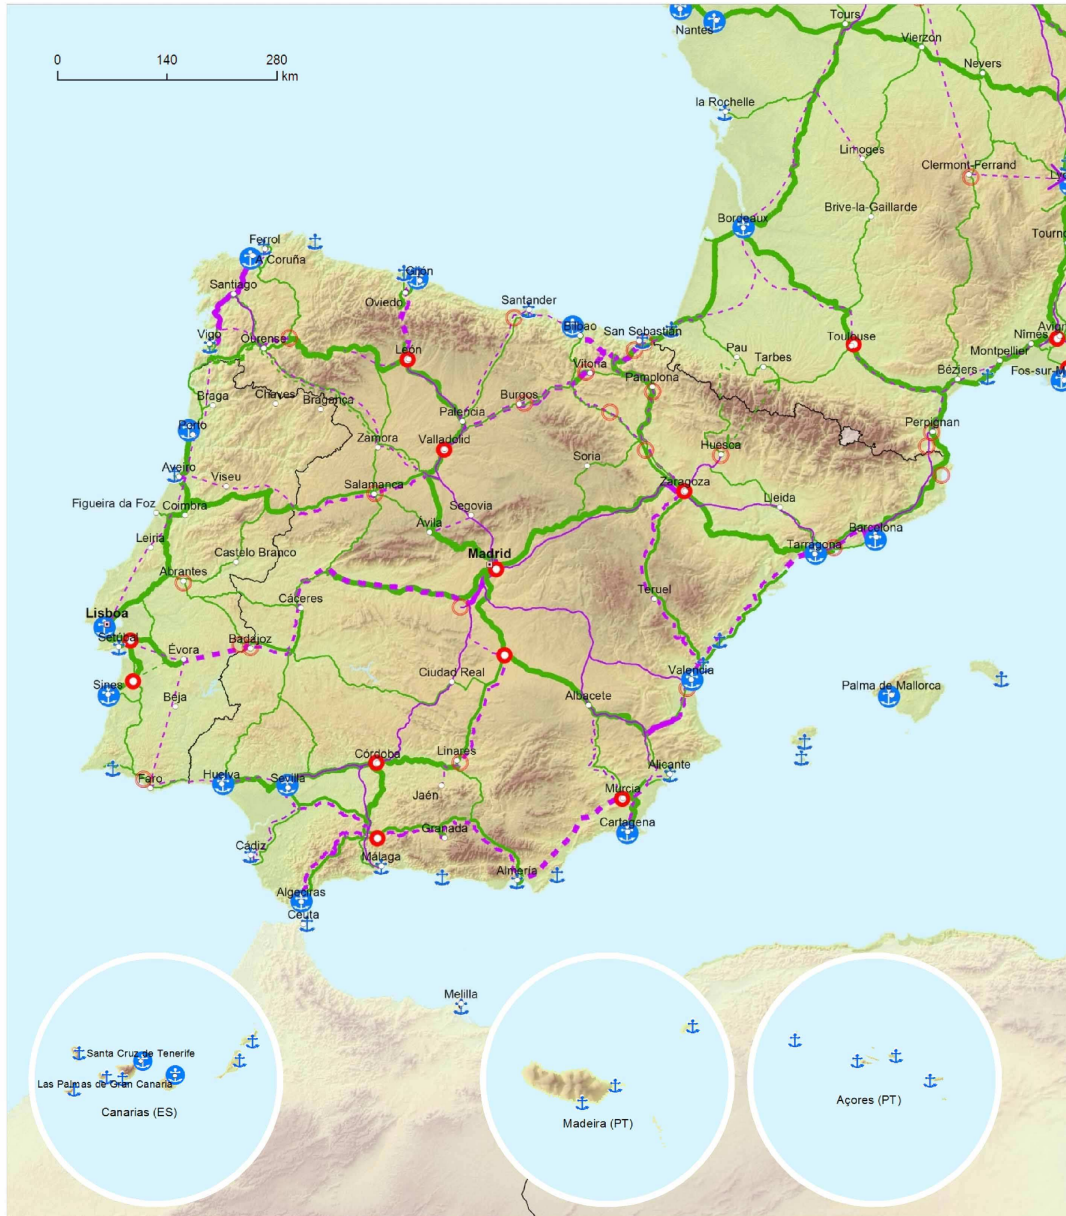 Tours
Nantes
Vierzon
0 140 280
km
Nevers
la Rochelle
Limoges
Clermont-Ferrand
Brive-la-Gaillarde
Bordeaux
Tourno
Ferrol
A Coruña
Gijón
Santiago
Oviedo
Santander
Bilbao
San Sebastián
Toulouse
Avion
Nîmes
Vigo
Ourense
León
Pau
Tarbes
Montpellier
Béziers
Fos-sur-M
Vitoria
Pamplona
Braga
Chaves
Bragança
Burgos
Palencia
Perpignan
Porto
Zamora
Valladolid
Huesca
Soria
Aveiro
Viseu
Salamanca
Zaragoza
Lleida
Figueira da Foz
Coimbra
Segovia
Ávila
Barcelona
Leiria
Castelo Branco
Madrid
Tarragona
Abrantes
Teruel
Cáceres
Lisboa
Setúbal
Évora
Badajoz
Ciudad Real
Valencia
Sines
Beja
Albacete
Palma de Mallorca
Córdoba
Linares
Alicante
Faro
Huelva
Sevilla
Jaén
Murcia
Granada
Cartagena
Cádiz
Málaga
Almería
Algeciras
Ceuta
Melilla
Santa Cruz de Tenerife
Las Palmas de Gran Canaria
Canarias (ES)
Madeira (PT)
Açores (PT)